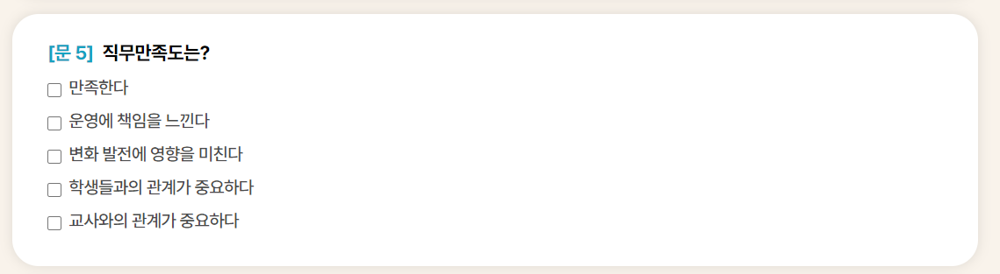 [문 5] 직무만족도는?
만족한다
운영에 책임을 느낀다
변화 발전에 영향을 미친다
학생들과의 관계가 중요하다
교사와의 관계가 중요하다